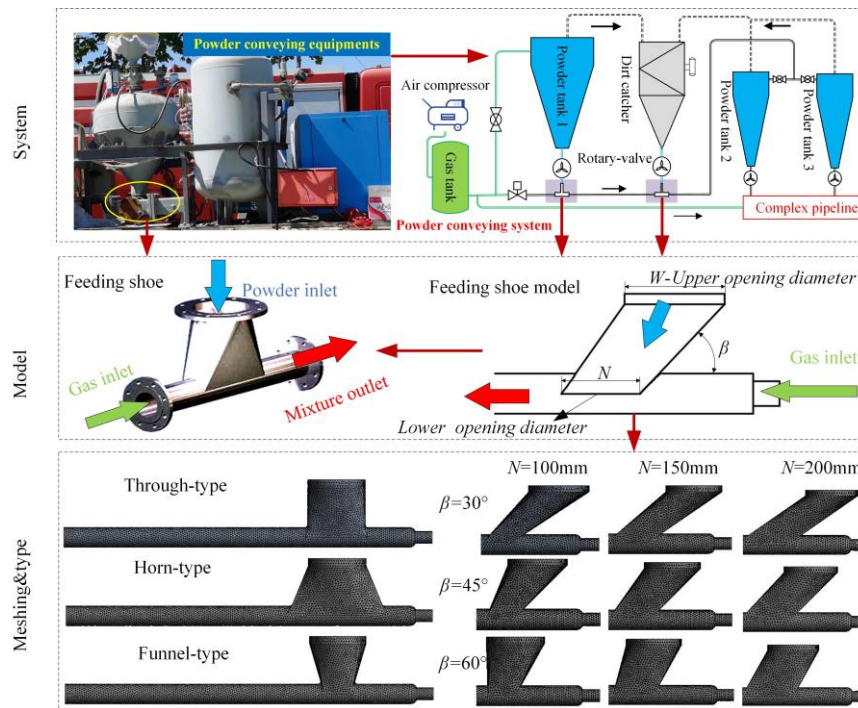 System
Powder conveying equipments
Air compressor
Gas tank
Powder tank 1
Dirt catcher
Rotary-valve
Powder tank 2
Powder tank 3
Complex pipeline
Powder conveying system
Model
Feeding shoe
Powder inlet
Gas inlet
Mixture outlet
Feeding shoe model
W-Upper opening diameter
β
N
Gas inlet
Lower opening diameter
Meshing&type
Through-type
Horn-type
Funnel-type
N=100mm
N=150mm
N=200mm
β=30°
β=45°
β=60°